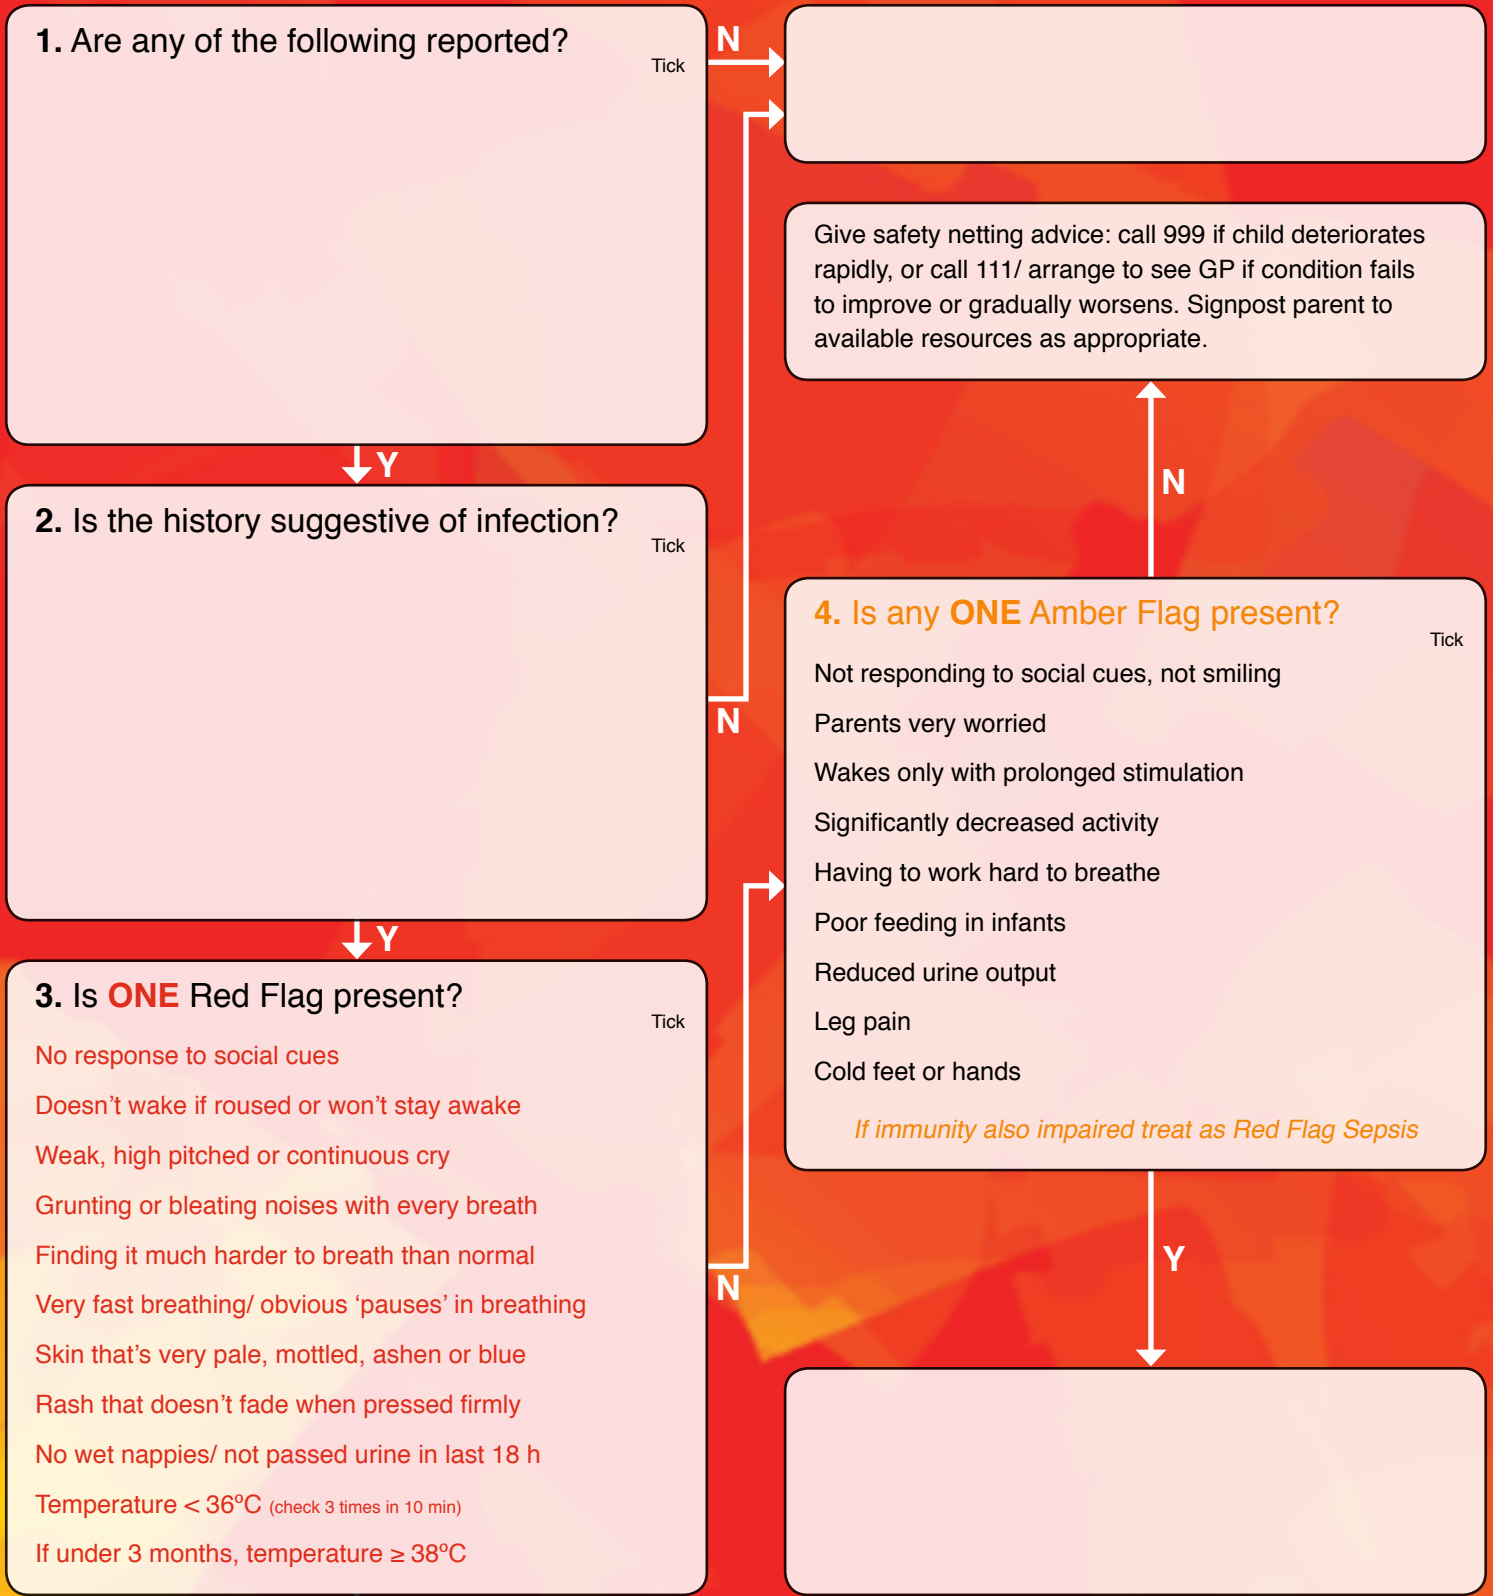 1. Are any of the following reported?
Tick
N
Y
2. Is the history suggestive of infection?
Tick
N
Y
3. Is ONE Red Flag present?
Tick
No response to social cues
Doesn't wake if roused or won't stay awake
Weak, high pitched or continuous cry
Grunting or bleating noises with every breath
Finding it much harder to breath than normal
Very fast breathing/ obvious ‘pauses’ in breathing
Skin that's very pale, mottled, ashen or blue
Rash that doesn't fade when pressed firmly
No wet nappies/ not passed urine in last 18 h
Temperature < 36ºC (check 3 times in 10 min)
If under 3 months, temperature ≥ 38ºC
N
Give safety netting advice: call 999 if child deteriorates
rapidly, or call 111/ arrange to see GP if condition fails
to improve or gradually worsens. Signpost parent to
available resources as appropriate.
N
4. Is any ONE Amber Flag present?
Tick
Not responding to social cues, not smiling
Parents very worried
Wakes only with prolonged stimulation
Significantly decreased activity
Having to work hard to breathe
Poor feeding in infants
Reduced urine output
Leg pain
Cold feet or hands
If immunity also impaired treat as Red Flag Sepsis
Y